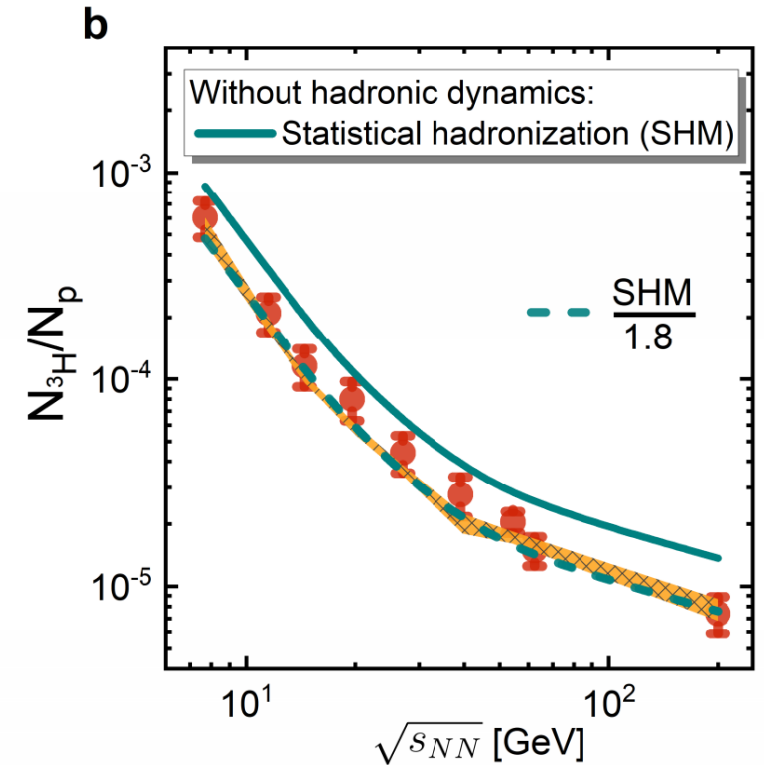 b
Without hadronic dynamics:
Statistical hadronization (SHM)
10⁻³
SHM
1.8
N³H/Nₚ
10⁻⁴
10⁻⁵
10¹
10²
√sNN [GeV]